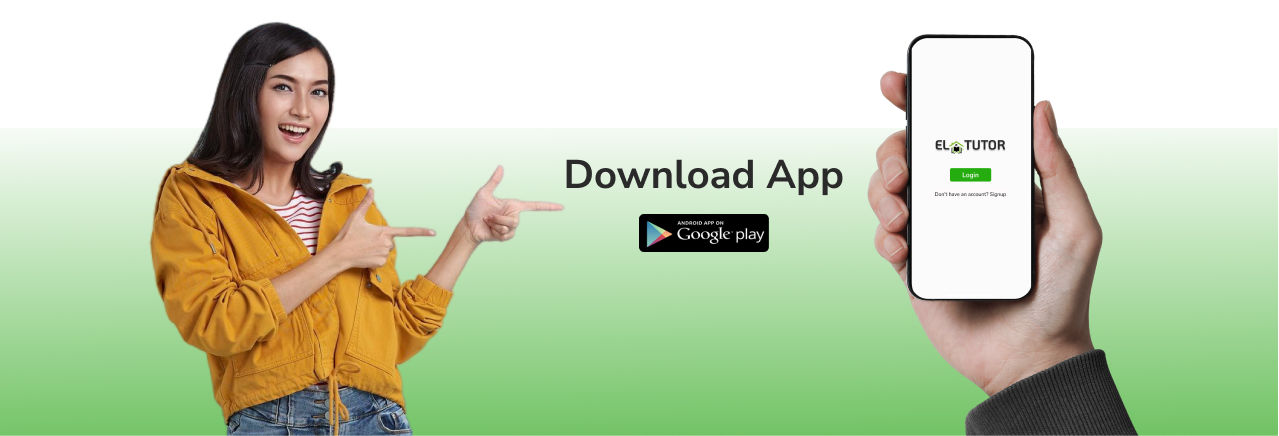 Download App
ANDROID APP ON
Google play
EL TUTOR
Login
Don't have an account? Signup